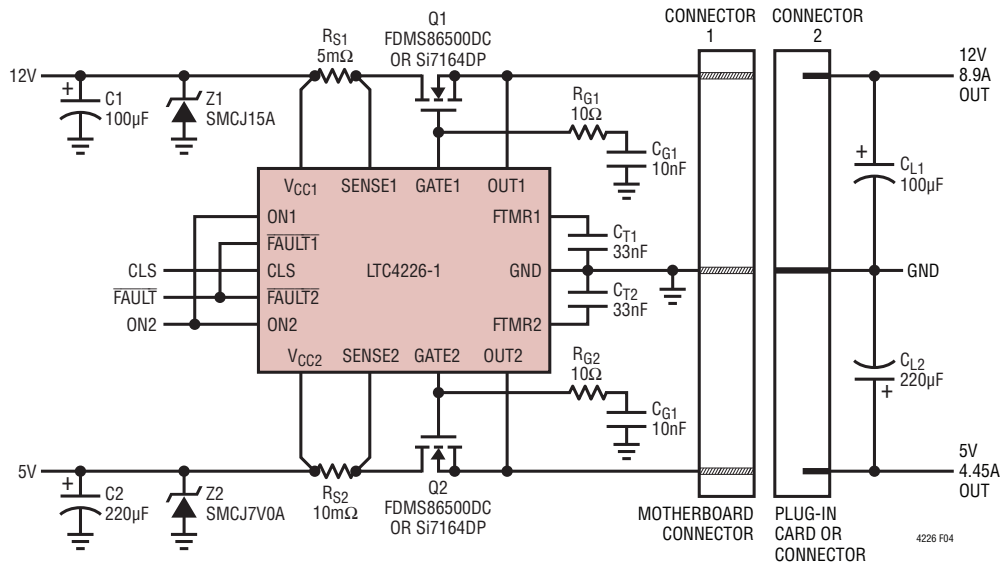 Q1
FDMS86500DC
OR Si7164DP
CONNECTOR
1
CONNECTOR
2
RS1
5mΩ
12V
12V
8.9A
OUT
+
C1
100µF
Z1
SMCJ15A
RG1
10Ω
CG1
10nF
+
CL1
100µF
VCC1
SENSE1
GATE1
OUT1
ON1
FAULT1
CLS
FAULT2
ON2
LTC4226-1
FTMR1
GND
FTMR2
CT1
33nF
CT2
33nF
CLS
FAULT
ON2
GND
VCC2
SENSE2
GATE2
OUT2
RG2
10Ω
CG1
10nF
CL2
220µF
+
5V
5V
4.45A
OUT
+
C2
220µF
Z2
SMCJ7V0A
RS2
10mΩ
Q2
FDMS86500DC
OR Si7164DP
MOTHERBOARD
CONNECTOR
PLUG-IN
CARD OR
CONNECTOR
4226 F04